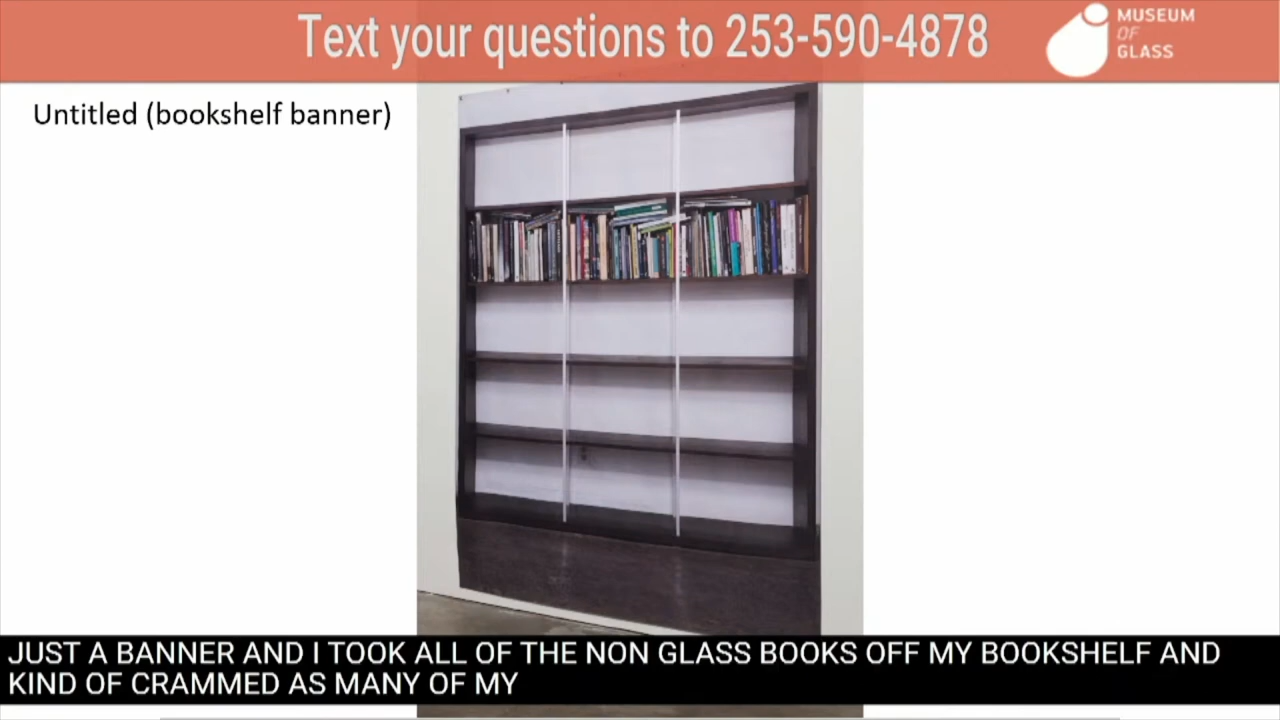 Text your questions to 253-590-4878
MUSEUM
OF
GLASS
Untitled (bookshelf banner)
JUST A BANNER AND I TOOK ALL OF THE NON GLASS BOOKS OFF MY BOOKSHELF AND
KIND OF CRAMMED AS MANY OF MY